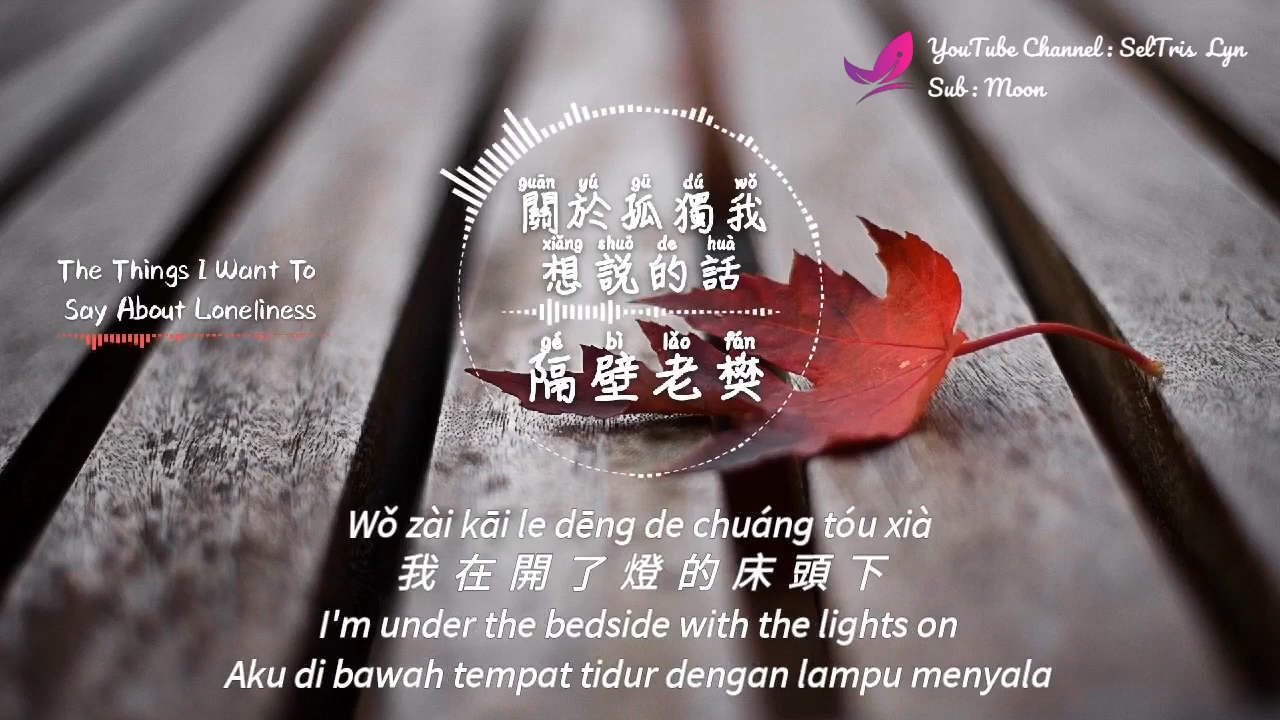 YouTube Channel : SelTris Lyn
Sub : Moon
guān yú gū dú wǒ
關於孤獨我
xiǎng shuō de huà
想說的話
The Things I Want To
Say About Loneliness
gé bì lǎo fán
隔壁老樊
Wǒ zài kāi le dēng de chuáng tóu xià
我在開了燈的床頭下
I'm under the bedside with the lights on
Aku di bawah tempat tidur dengan lampu menyala